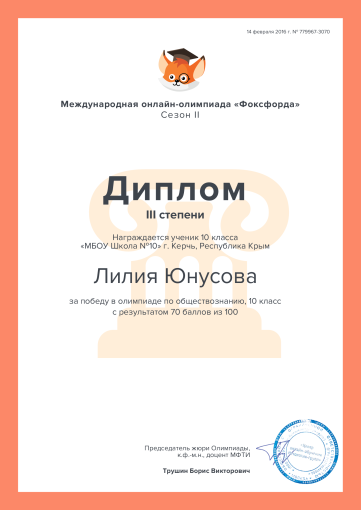 14 февраля 2016 г. № 779967-3070
Международная онлайн-олимпиада «Фоксфорда»
Сезон II
Диплом
III степени
Награждается ученик 10 класса
«МБОУ Школа №10» г. Керчь, Республика Крым
Лилия Юнусова
за победу в олимпиаде по обществознанию, 10 класс
с результатом 70 баллов из 100
Председатель жюри Олимпиады,
к.ф.-м.н., доцент МФТИ
Трушин Борис Викторович